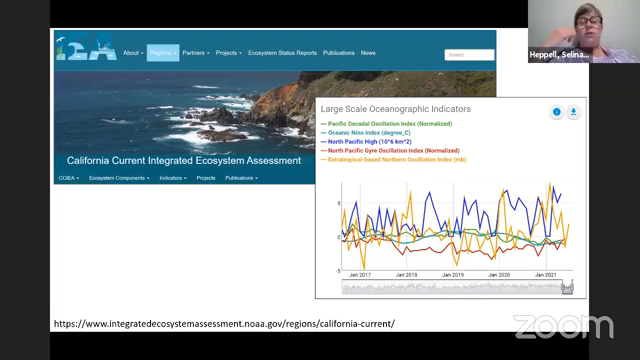 Heppell, Selina...
IEA
About Regions Partners Projects Ecosystem Status Reports Publications News
Search
California Current Integrated Ecosystem Assessment
CCIEA Ecosystem Components Indicators Projects Publications
Large Scale Oceanographic Indicators
— Pacific Decadal Oscillation Index (Normalized)
— Oceanic Nino Index (degree_C)
— North Pacific High (10^6 km^2)
— North Pacific Gyre Oscillation Index (Normalized)
— Extratropical-based Northern Oscillation Index (mb)
5
0
-5
Jan 2017 Jan 2018 Jan 2019 Jan 2020 Jan 2021
https://www.integratedecosystemassessment.noaa.gov/regions/california-current/
zoom